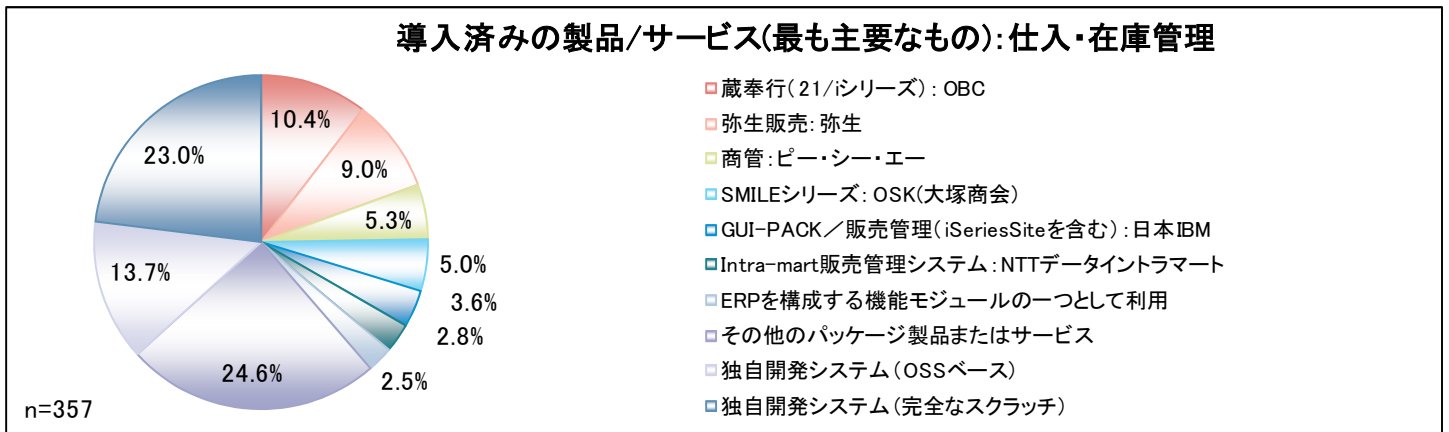 導入済みの製品/サービス(最も主要なもの):仕入・在庫管理
10.4%
9.0%
5.3%
5.0%
3.6%
2.8%
2.5%
24.6%
13.7%
23.0%
n=357
蔵奉行(21/iシリーズ): OBC
弥生販売:弥生
商管:ピー・シー・エー
SMILEシリーズ: OSK(大塚商会)
GUI-PACK/販売管理(iSeriesSiteを含む):日本IBM
Intra-mart販売管理システム:NTTデータイントラマート
ERPを構成する機能モジュールの一つとして利用
その他のパッケージ製品またはサービス
独自開発システム(OSSベース)
独自開発システム(完全なスクラッチ)